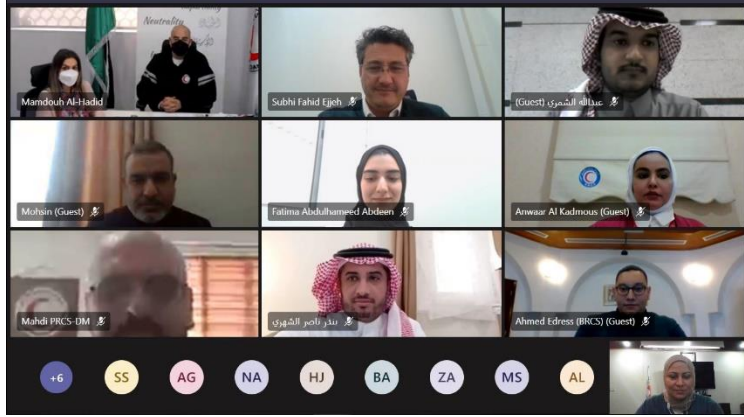 Neutrality
Mamdouh Al-Hadid
Subhi Fahid Ejjeh
عبدالله الشمري (Guest)
Mohsin (Guest)
Fatima Abdulhameed Abdeen
Anwaar Al Kadmous (Guest)
Mahdi PRCS-DM
بندر ناصر الشهري
Ahmed Edress (BRCS) (Guest)
+6
SS
AG
NA
HJ
BA
ZA
MS
AL